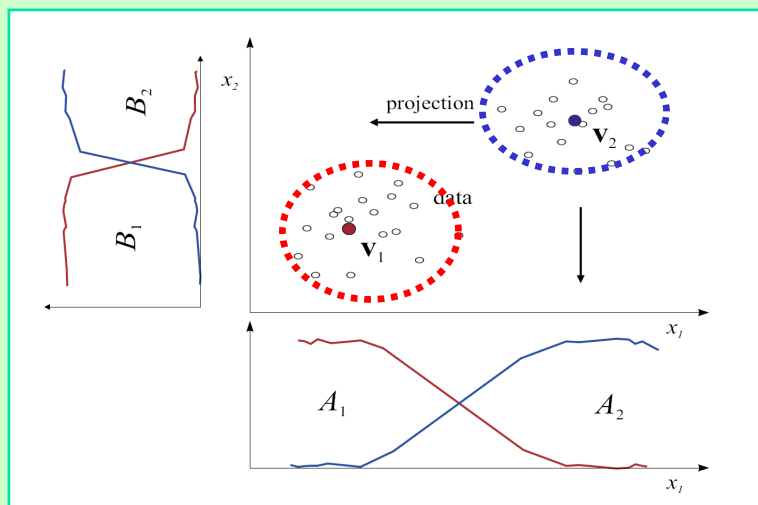 x₂
B₂
projection
v₂
data
B₁
v₁
x₁
A₁
A₂
x₁